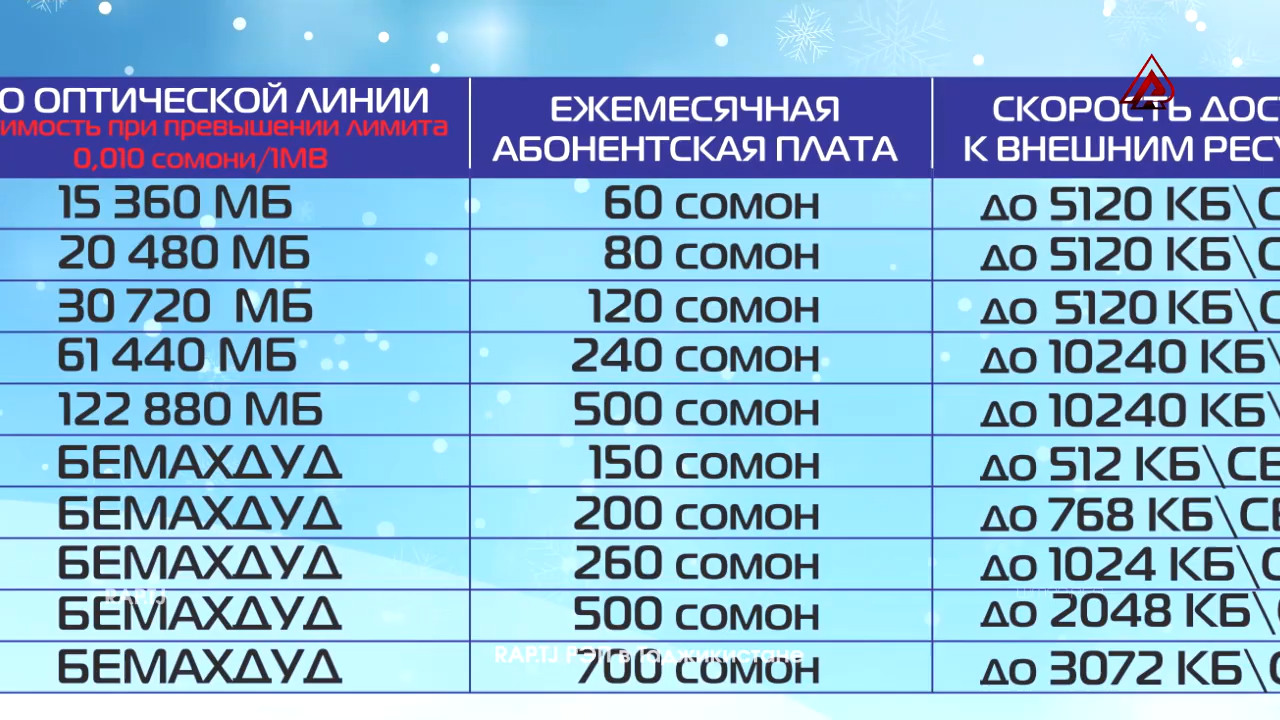 О ОПТИЧЕСКОЙ ЛИНИИ
имость при превышении лимита
0,010 сомони/1МВ
ЕЖЕМЕСЯЧНАЯ
АБОНЕНТСКАЯ ПЛАТА
СКОРОСТЬ ДОС
К ВНЕШНИМ РЕСУ
15 360 МБ 60 сомон до 5120 КБ\С
20 480 МБ 80 сомон до 5120 КБ\С
30 720 МБ 120 сомон до 5120 КБ\С
61 440 МБ 240 сомон до 10240 КБ\
122 880 МБ 500 сомон до 10240 КБ\
БЕМАХДУД 150 сомон до 512 КБ\СЕ
БЕМАХДУД 200 сомон до 768 КБ\СЕ
БЕМАХДУД 260 сомон до 1024 КБ\С
RAP.TJ
БЕМАХДУД 500 сомон до 2048 КБ\С
RAP.TJ РЭП в Таджикистане
БЕМАХДУД 700 сомон до 3072 КБ\С